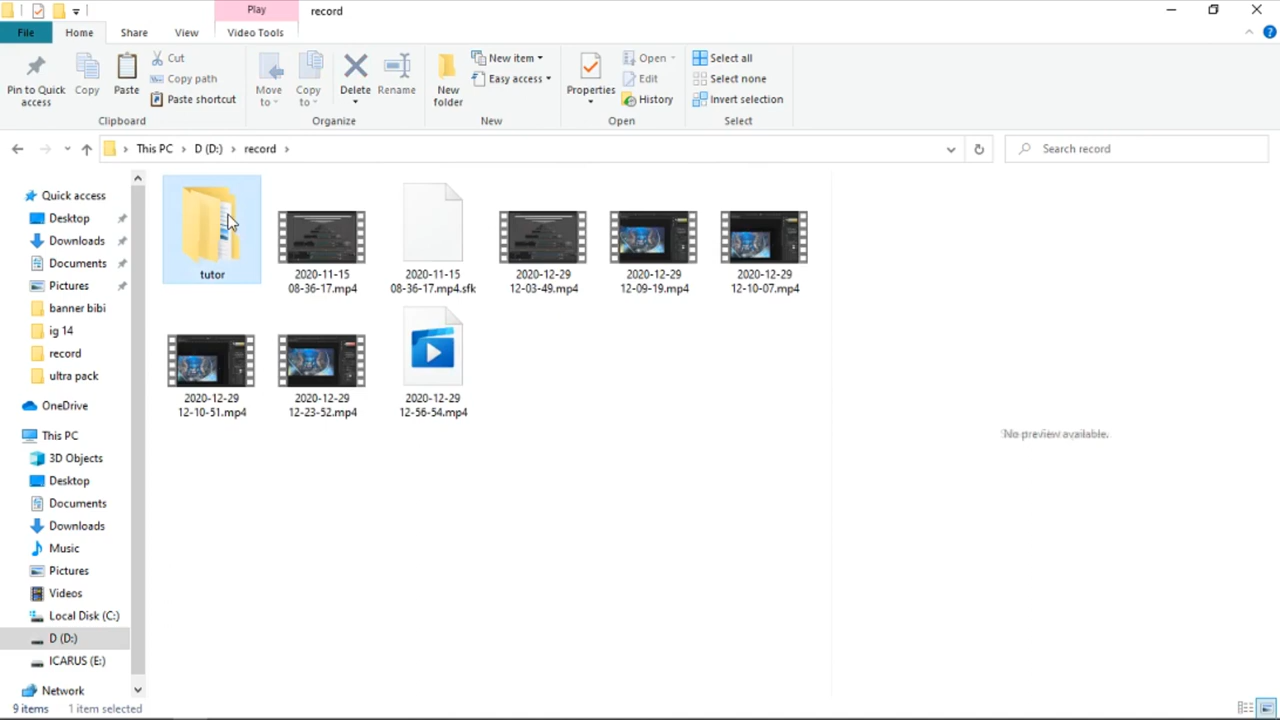 Play
record
File
Home
Share
View
Video Tools
Pin to Quick access
Copy
Paste
Cut
Copy path
Paste shortcut
Clipboard
Move to
Copy to
Delete
Rename
Organize
New folder
New item
Easy access
New
Properties
Open
Edit
History
Open
Select all
Select none
Invert selection
Select
This PC
D (D:)
record
Search record
Quick access
Desktop
Downloads
Documents
Pictures
banner bibi
ig 14
record
ultra pack
OneDrive
This PC
3D Objects
Desktop
Documents
Downloads
Music
Pictures
Videos
Local Disk (C:)
D (D:)
ICARUS (E:)
Network
tutor
2020-11-15
08-36-17.mp4
2020-11-15
08-36-17.mp4.sfk
2020-12-29
12-03-49.mp4
2020-12-29
12-09-19.mp4
2020-12-29
12-10-07.mp4
2020-12-29
12-10-51.mp4
2020-12-29
12-23-52.mp4
2020-12-29
12-56-54.mp4
No preview available.
9 items
1 item selected